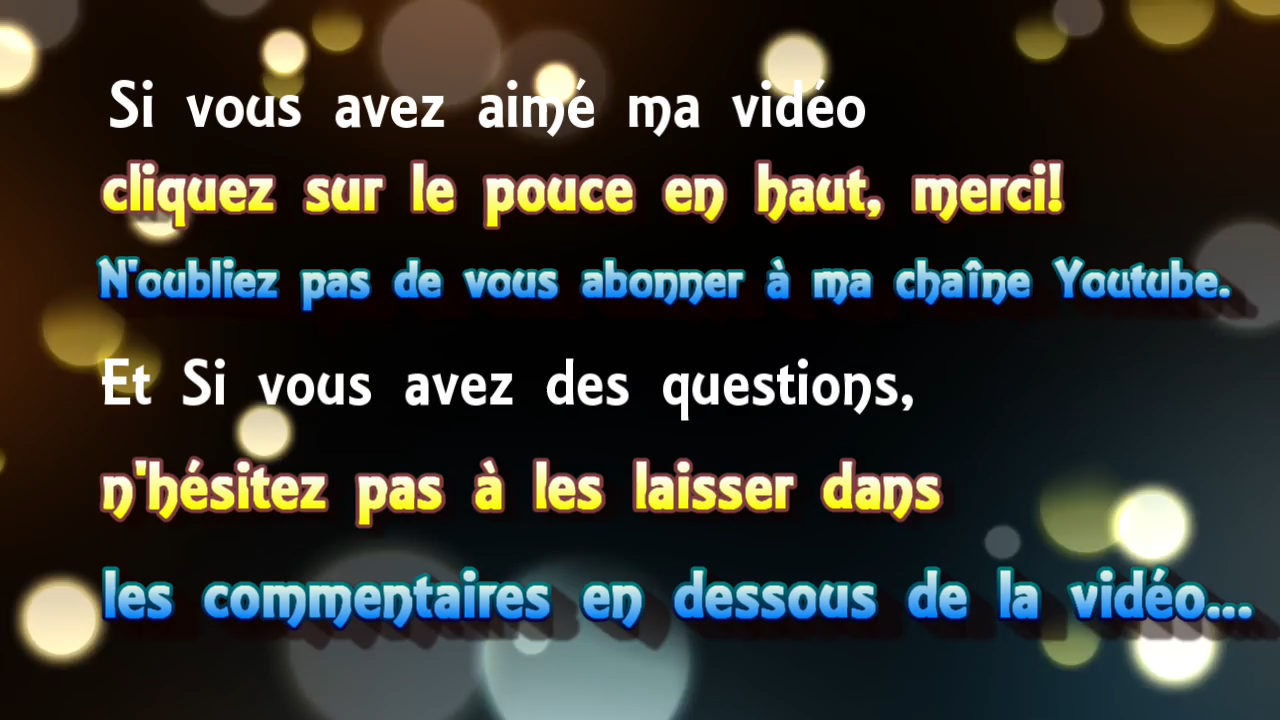 Si vous avez aimé ma vidéo
cliquez sur le pouce en haut, merci!
N'oubliez pas de vous abonner à ma chaîne Youtube.
Et Si vous avez des questions,
n'hésitez pas à les laisser dans
les commentaires en dessous de la vidéo...